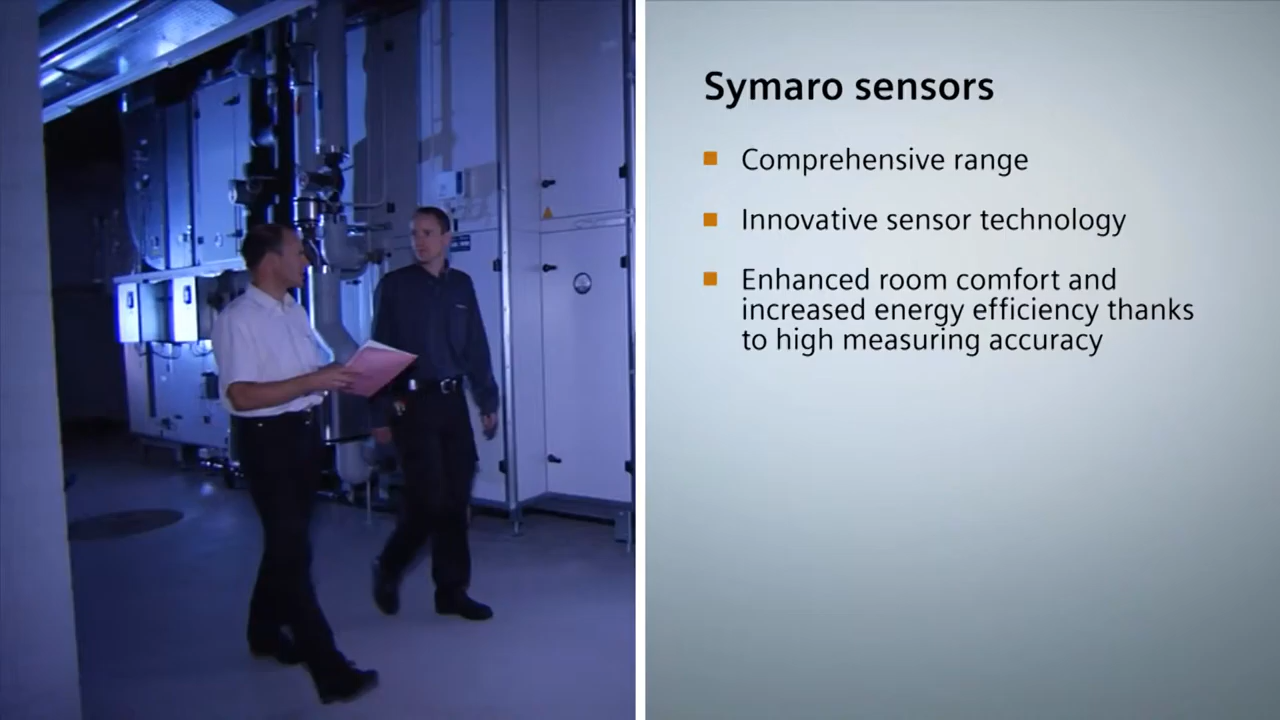 Symaro sensors
Comprehensive range
Innovative sensor technology
Enhanced room comfort and
increased energy efficiency thanks
to high measuring accuracy